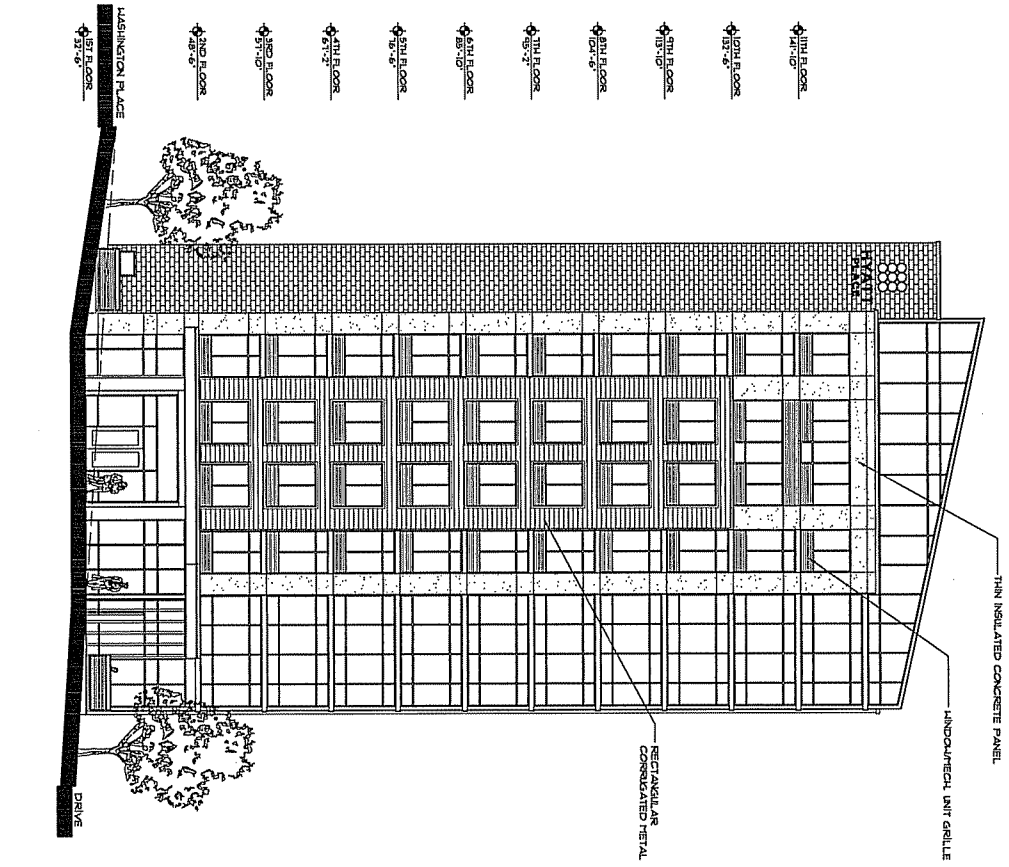 11TH FLOOR
141'-10"
10TH FLOOR
132'-6"
9TH FLOOR
113'-10"
8TH FLOOR
104'-6"
7TH FLOOR
95'-2"
6TH FLOOR
85'-10"
5TH FLOOR
76'-6"
4TH FLOOR
67'-2"
3RD FLOOR
57'-10"
2ND FLOOR
48'-6"
WASHINGTON PLACE
1ST FLOOR
32'-6"
HYATT
PLACE
THIN INSULATED CONCRETE PANEL
WINDOW/MECH. UNIT GRILLE
RECTANGULAR
CORRUGATED METAL
DRIVE